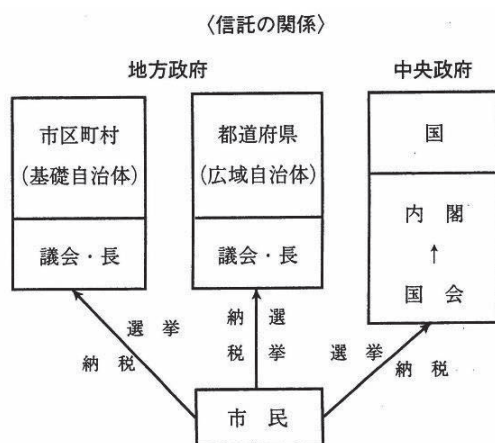 〈信託の関係〉
地方政府
中央政府
市区町村
(基礎自治体)
議会・長
都道府県
(広域自治体)
議会・長
国
内閣
↑
国会
選挙
納税
納税
選挙
選挙
納税
市民